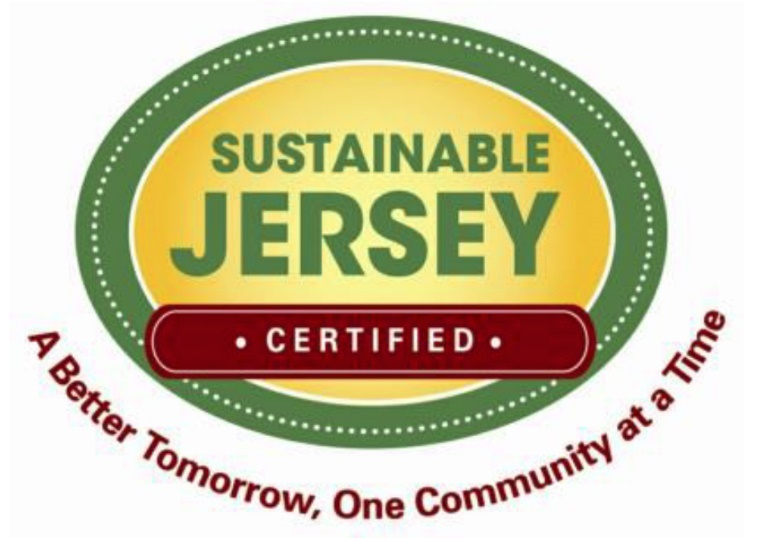 SUSTAINABLE
JERSEY
• CERTIFIED •
A Better Tomorrow, One Community at a Time